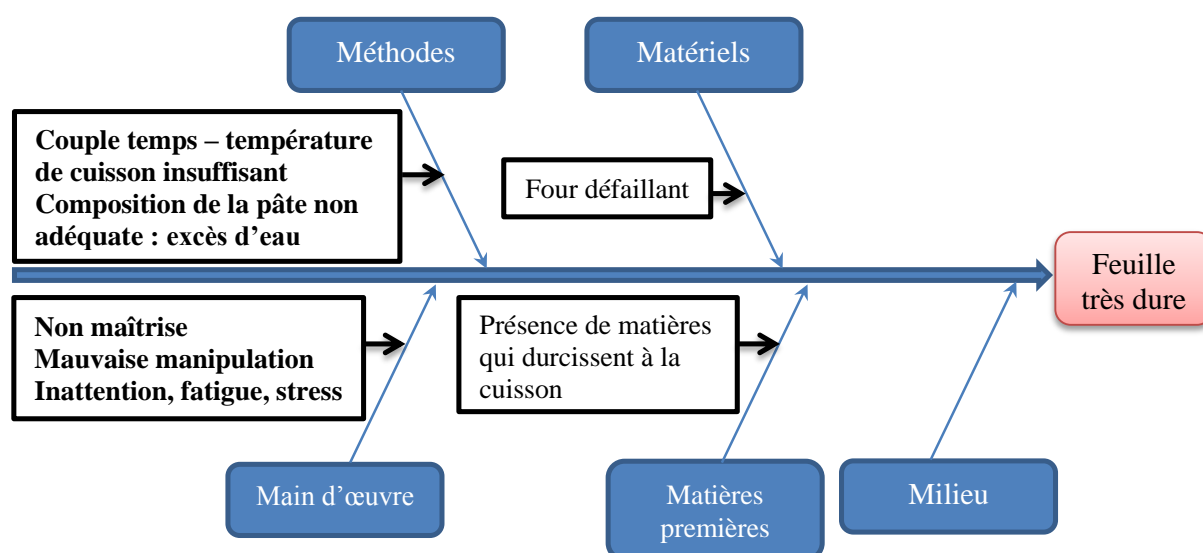 Méthodes
Matériels
Couple temps – température
de cuisson insuffisant
Composition de la pâte non
adéquate : excès d’eau
Four défaillant
Feuille
très dure
Non maîtrise
Mauvaise manipulation
Inattention, fatigue, stress
Présence de matières
qui durcissent à la
cuisson
Main d’œuvre
Matières
premières
Milieu